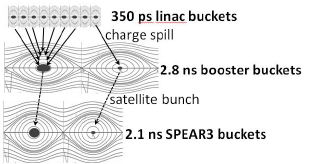 350 ps linac buckets
charge spill
2.8 ns booster buckets
satellite bunch
2.1 ns SPEAR3 buckets